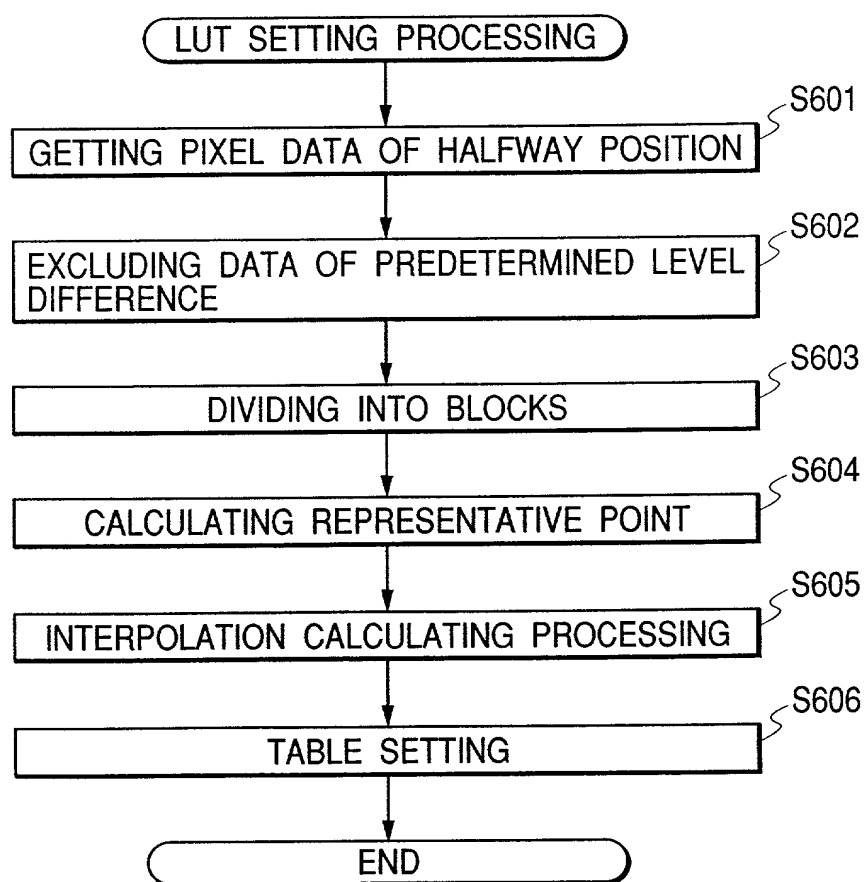 LUT SETTING PROCESSING
S601
GETTING PIXEL DATA OF HALFWAY POSITION
S602
EXCLUDING DATA OF PREDETERMINED LEVEL
DIFFERENCE
S603
DIVIDING INTO BLOCKS
S604
CALCULATING REPRESENTATIVE POINT
S605
INTERPOLATION CALCULATING PROCESSING
S606
TABLE SETTING
END